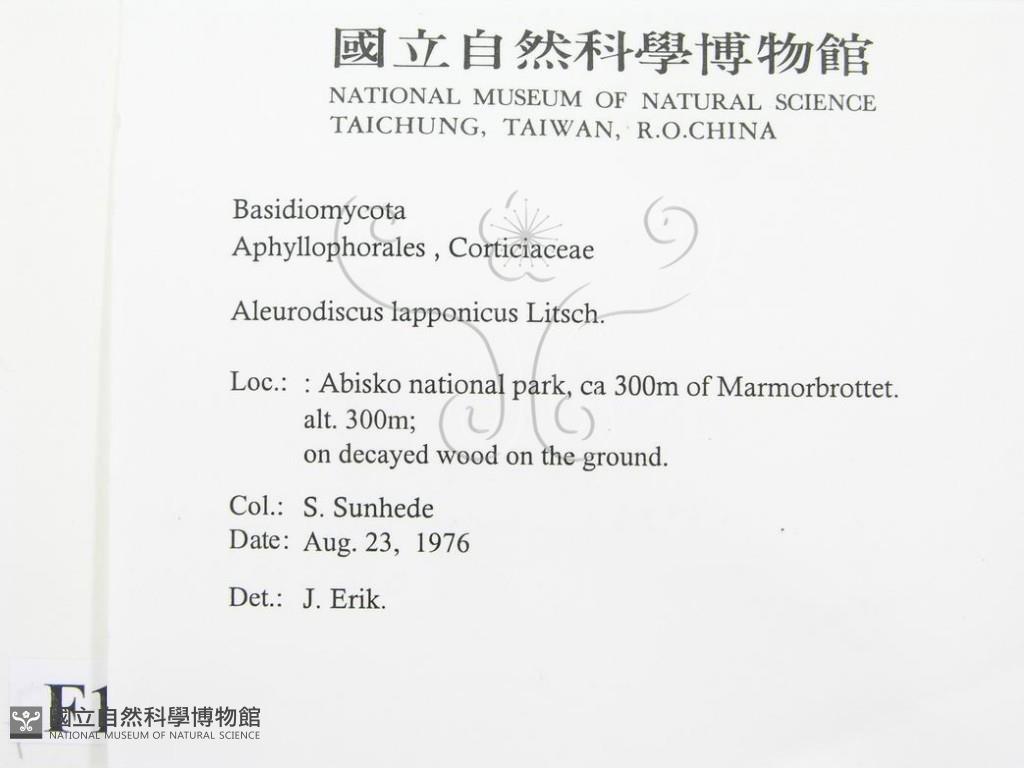 國立自然科學博物館
NATIONAL MUSEUM OF NATURAL SCIENCE
TAICHUNG, TAIWAN, R.O.CHINA
Basidiomycota
Aphyllophorales , Corticiaceae
Aleurodiscus lapponicus Litsch.
Loc.: : Abisko national park, ca 300m of Marmorbrottet.
alt. 300m;
on decayed wood on the ground.
Col.: S. Sunhede
Date: Aug. 23, 1976
Det.: J. Erik.
F1
國立自然科學博物館
NATIONAL MUSEUM OF NATURAL SCIENCE